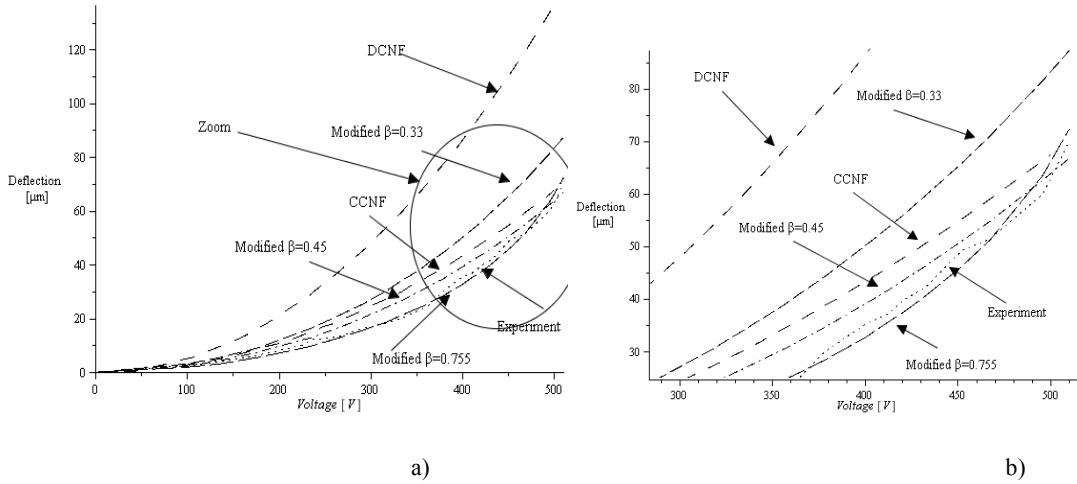 120
100
80
60
40
20
0
Deflection
[µm]
DCNF
Zoom
Modified β=0.33
CCNF
Modified β=0.45
Experiment
Modified β=0.755
0 100 200 300 400 500
Voltage [V]
a)
80
70
60
50
40
30
Deflection
[µm]
DCNF
Modified β=0.33
CCNF
Modified β=0.45
Experiment
Modified β=0.755
300 350 400 450 500
Voltage [V]
b)